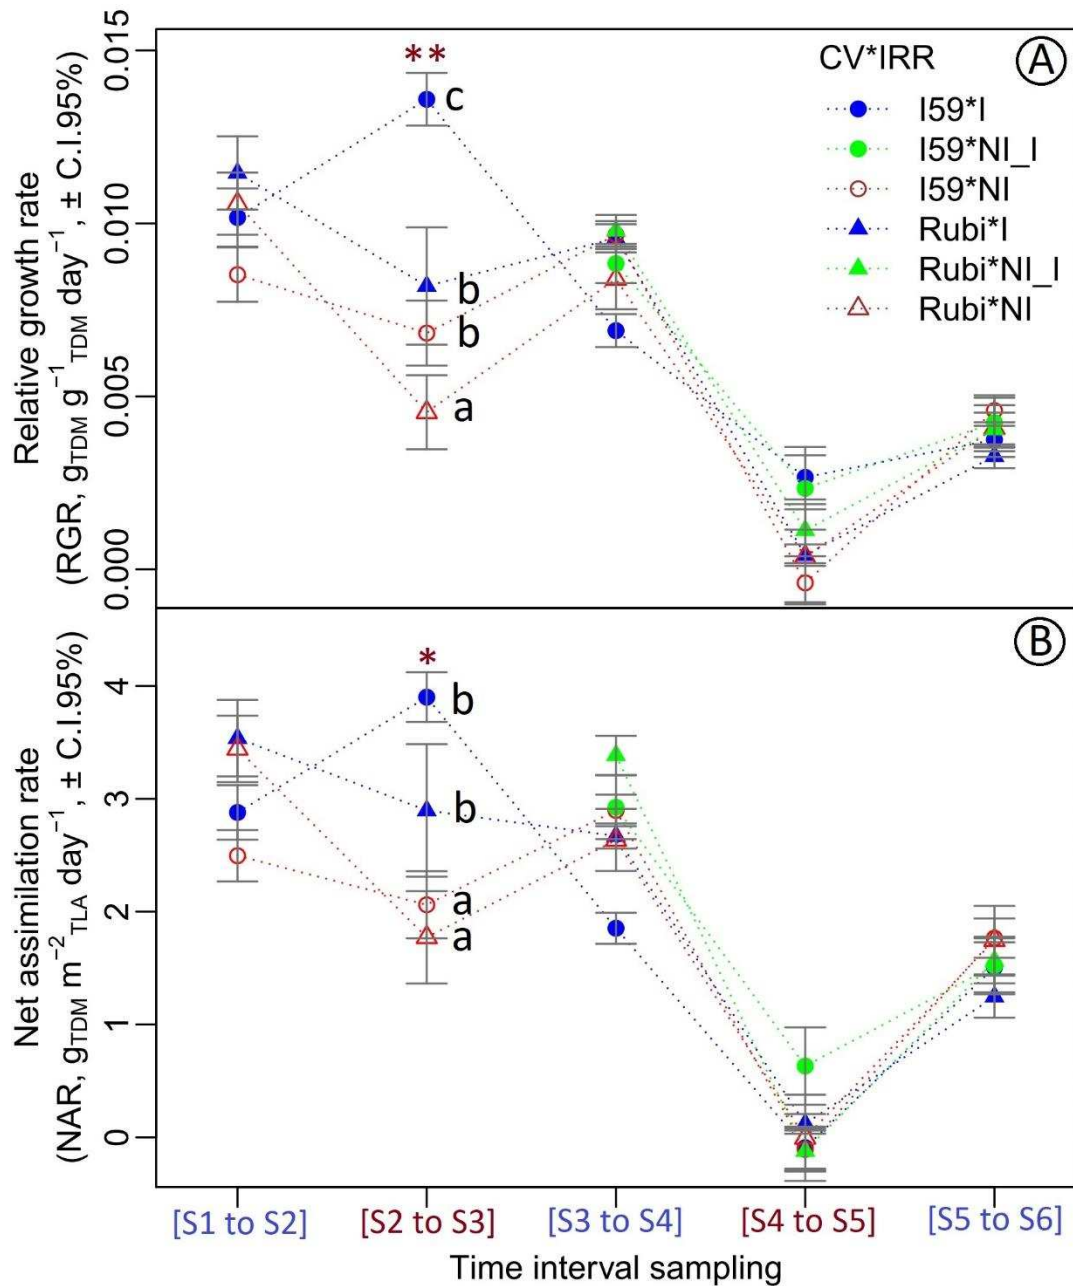 Relative growth rate
(RGR, gTDM g−1TDM day−1, ± C.I.95%)
0.015
0.010
0.005
0.000
**
c
b
b
a
CV*IRR
A
I59*I
I59*NI_I
I59*NI
Rubi*I
Rubi*NI_I
Rubi*NI
Net assimilation rate
(NAR, gTDM m−2TLA day−1, ± C.I.95%)
4
3
2
1
0
*
b
b
a
a
B
[S1 to S2] [S2 to S3] [S3 to S4] [S4 to S5] [S5 to S6]
Time interval sampling